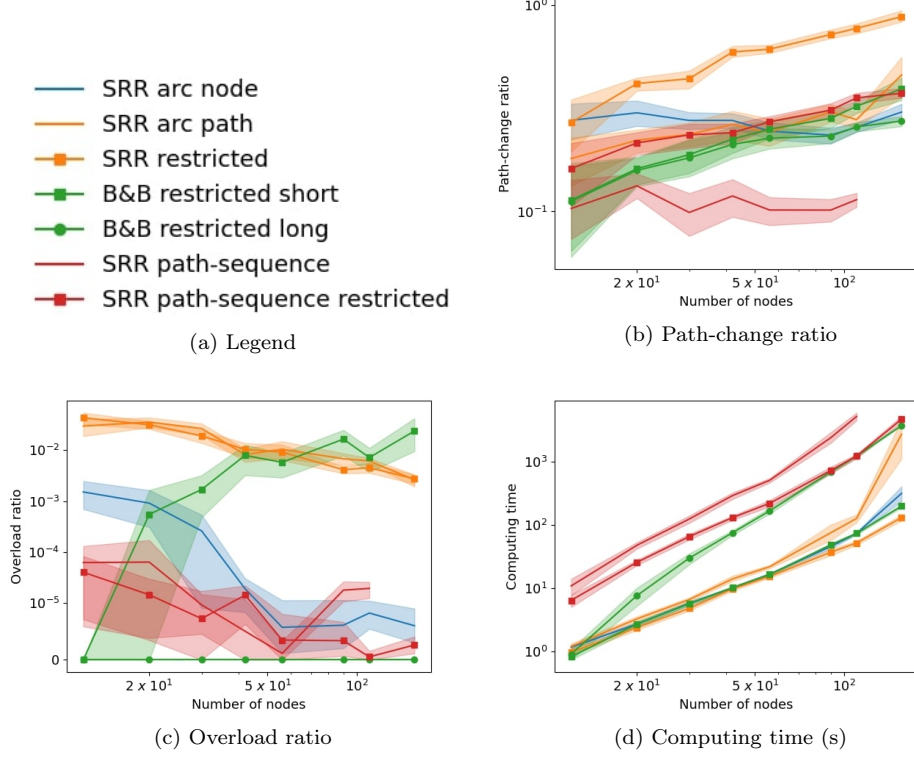 SRR arc node
SRR arc path
SRR restricted
B&B restricted short
B&B restricted long
SRR path-sequence
SRR path-sequence restricted
(a) Legend
10⁰
10⁻¹
Path-change ratio
2 x 10¹
5 x 10¹
10²
Number of nodes
(b) Path-change ratio
10⁻²
10⁻³
10⁻⁴
10⁻⁵
0
Overload ratio
2 x 10¹
5 x 10¹
10²
Number of nodes
(c) Overload ratio
10³
10²
10¹
10⁰
Computing time
2 x 10¹
5 x 10¹
10²
Number of nodes
(d) Computing time (s)